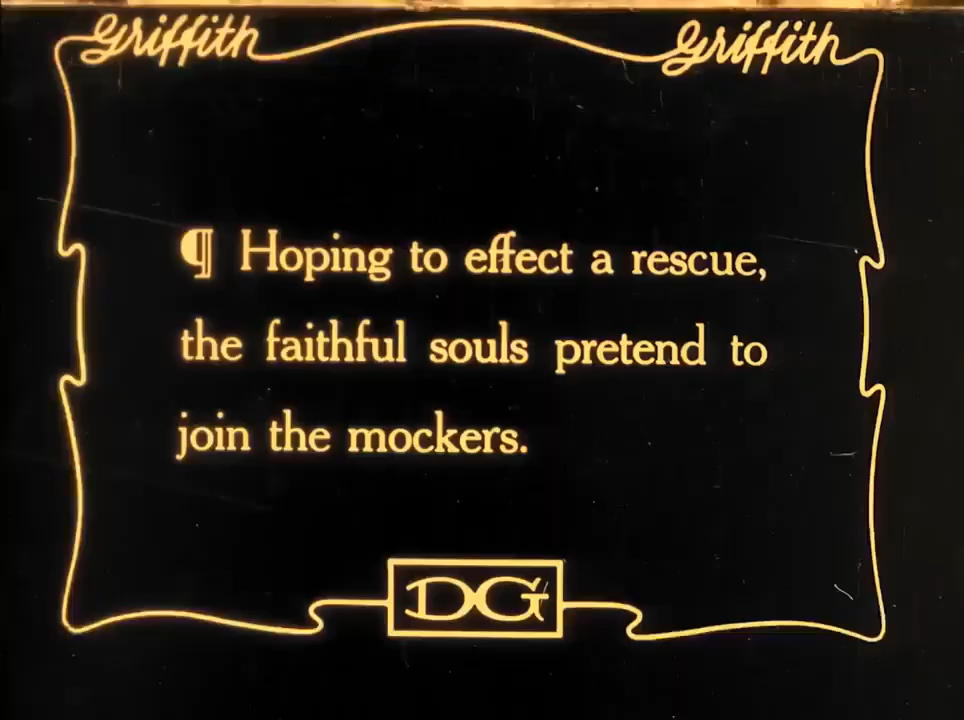 Griffith Griffith
¶ Hoping to effect a rescue,
the faithful souls pretend to
join the mockers.
DG